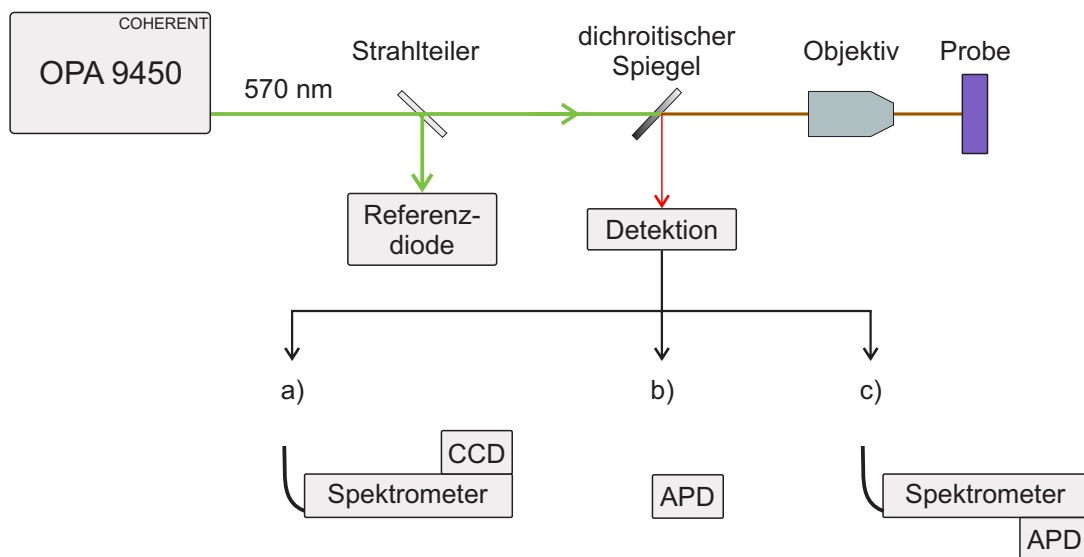 COHERENT
OPA 9450
570 nm
Strahlteiler
dichroitischer
Spiegel
Objektiv
Probe
Referenz-
diode
Detektion
a)
b)
c)
CCD
Spektrometer
APD
Spektrometer
APD